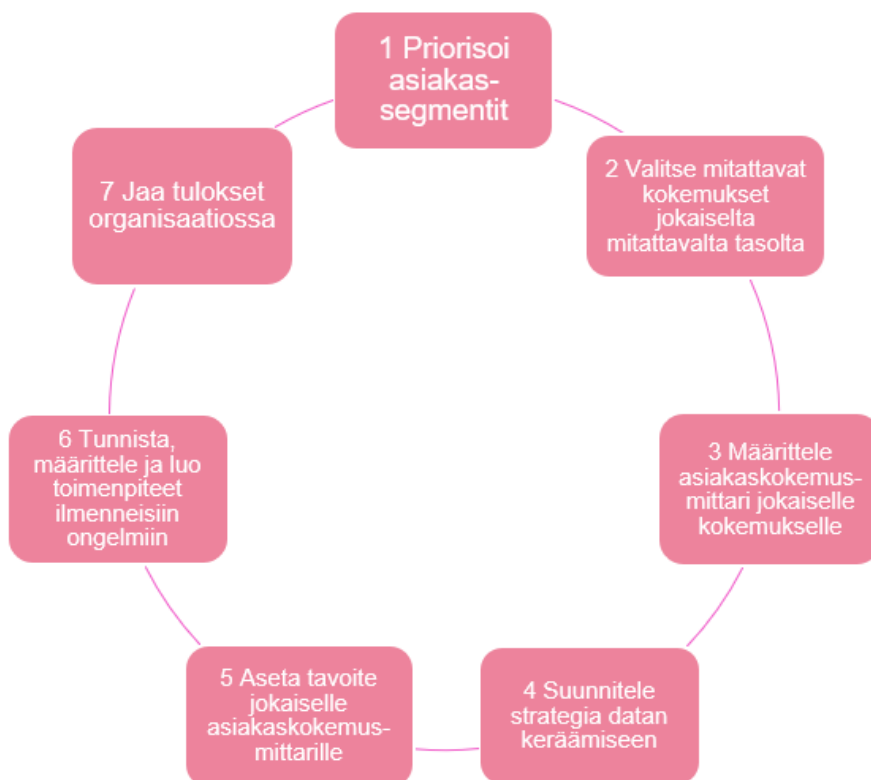 1 Priorisoi
asiakas-
segmentit
2 Valitse mitattavat
kokemukset
jokaiselta
mitattavalta tasolta
3 Määrittele
asiakaskokemus-
mittari jokaiselle
kokemukselle
4 Suunnitele
strategia datan
keräämiseen
5 Aseta tavoite
jokaiselle
asiakaskokemus-
mittarille
6 Tunnista,
määrittele ja luo
toimenpiteet
ilmenneisiin
ongelmiin
7 Jaa tulokset
organisaatiossa